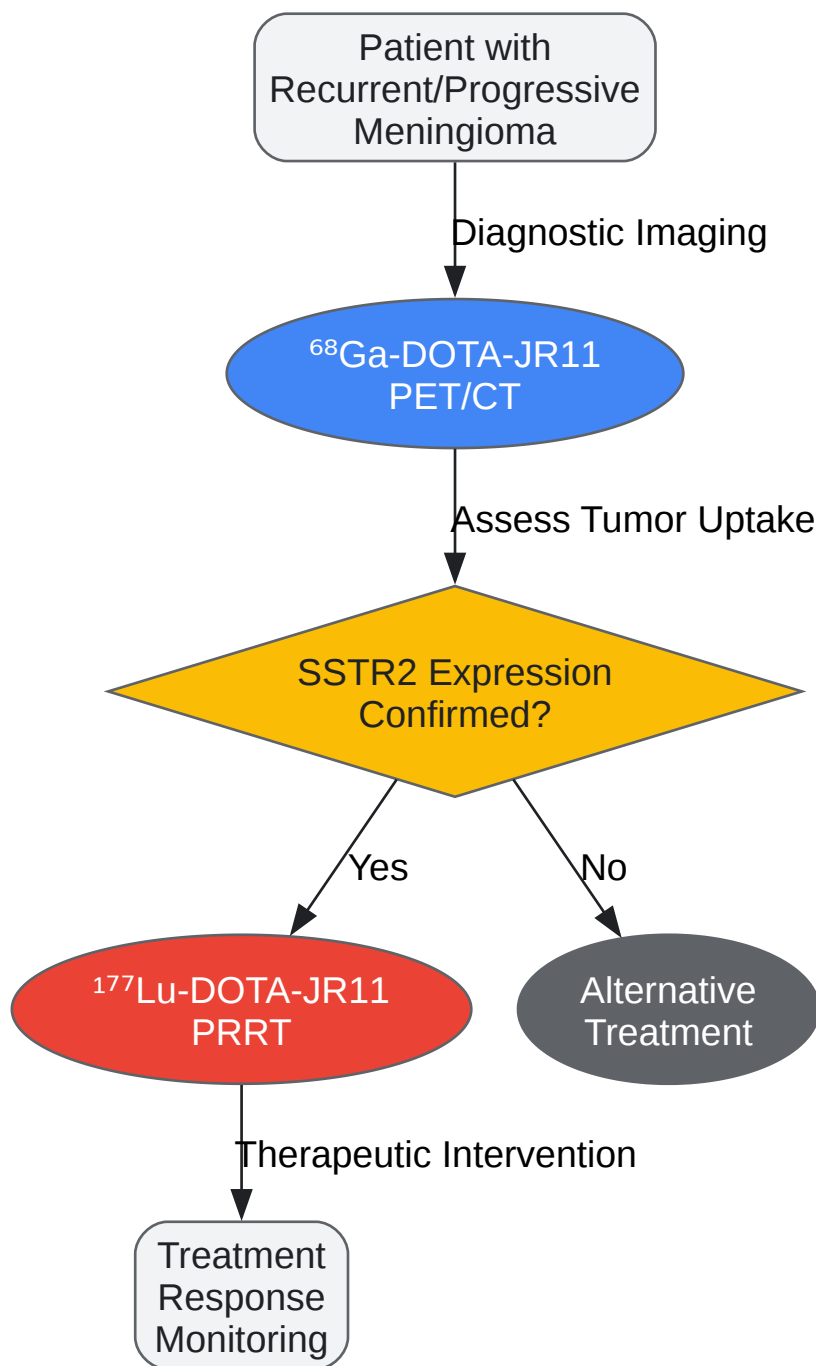 Patient with
Recurrent/Progressive
Meningioma
Diagnostic Imaging
⁶⁸Ga-DOTA-JR11
PET/CT
Assess Tumor Uptake
SSTR2 Expression
Confirmed?
Yes
No
¹⁷⁷Lu-DOTA-JR11
PRRT
Alternative
Treatment
Therapeutic Intervention
Treatment
Response
Monitoring